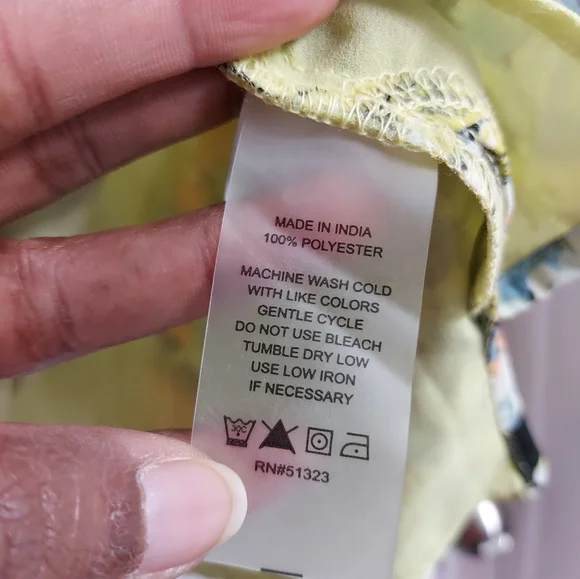 MADE IN INDIA
100% POLYESTER
MACHINE WASH COLD
WITH LIKE COLORS
GENTLE CYCLE
DO NOT USE BLEACH
TUMBLE DRY LOW
USE LOW IRON
IF NECESSARY
30C
RN#51323